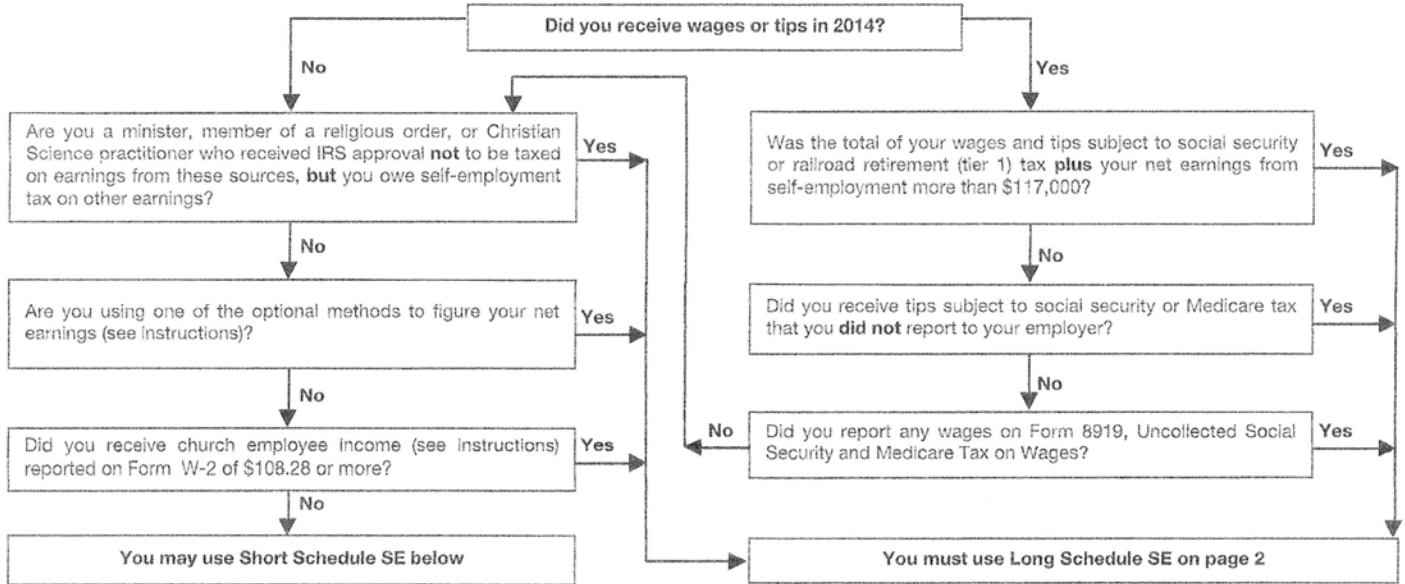 Did you receive wages or tips in 2014?
No
Yes
Are you a minister, member of a religious order, or Christian
Science practitioner who received IRS approval not to be taxed
on earnings from these sources, but you owe self-employment
tax on other earnings?
Yes
Was the total of your wages and tips subject to social security
or railroad retirement (tier 1) tax plus your net earnings from
self-employment more than $117,000?
Yes
No
No
Are you using one of the optional methods to figure your net
earnings (see instructions)?
Yes
Did you receive tips subject to social security or Medicare tax
that you did not report to your employer?
Yes
No
No
Did you receive church employee income (see instructions)
reported on Form W-2 of $108.28 or more?
Yes
No
Did you report any wages on Form 8919, Uncollected Social
Security and Medicare Tax on Wages?
Yes
No
You may use Short Schedule SE below
You must use Long Schedule SE on page 2